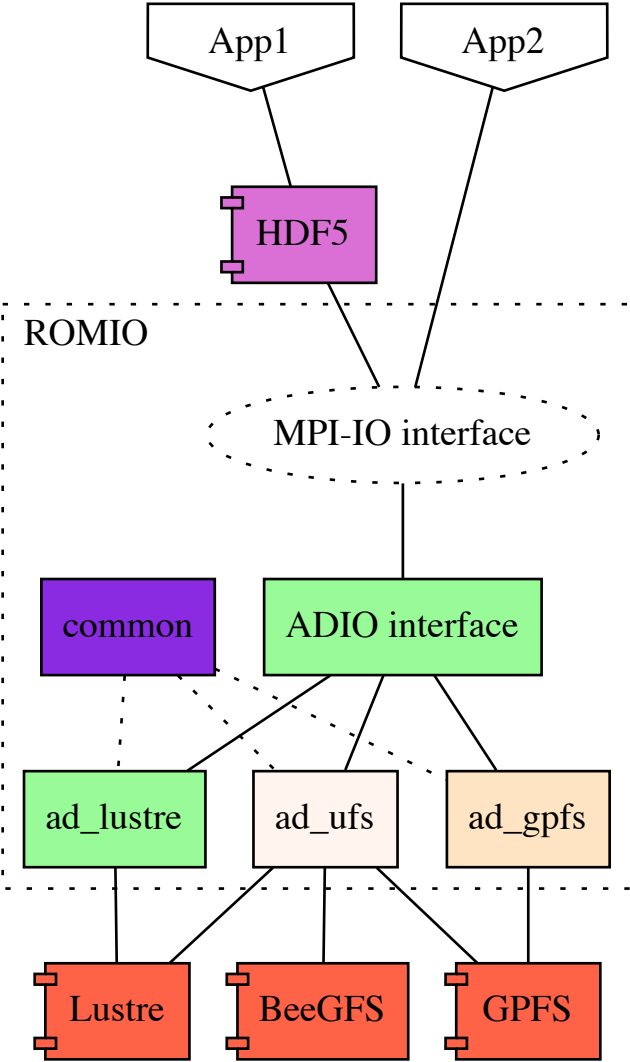 App1
App2
HDF5
ROMIO
MPI-IO interface
common
ADIO interface
ad_lustre
ad_ufs
ad_gpfs
Lustre
BeeGFS
GPFS